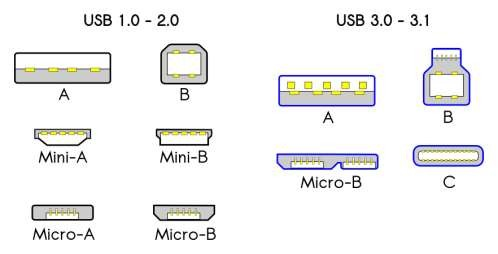 USB 1.0 - 2.0
A
B
Mini-A
Mini-B
Micro-A
Micro-B
USB 3.0 - 3.1
A
B
Micro-B
C